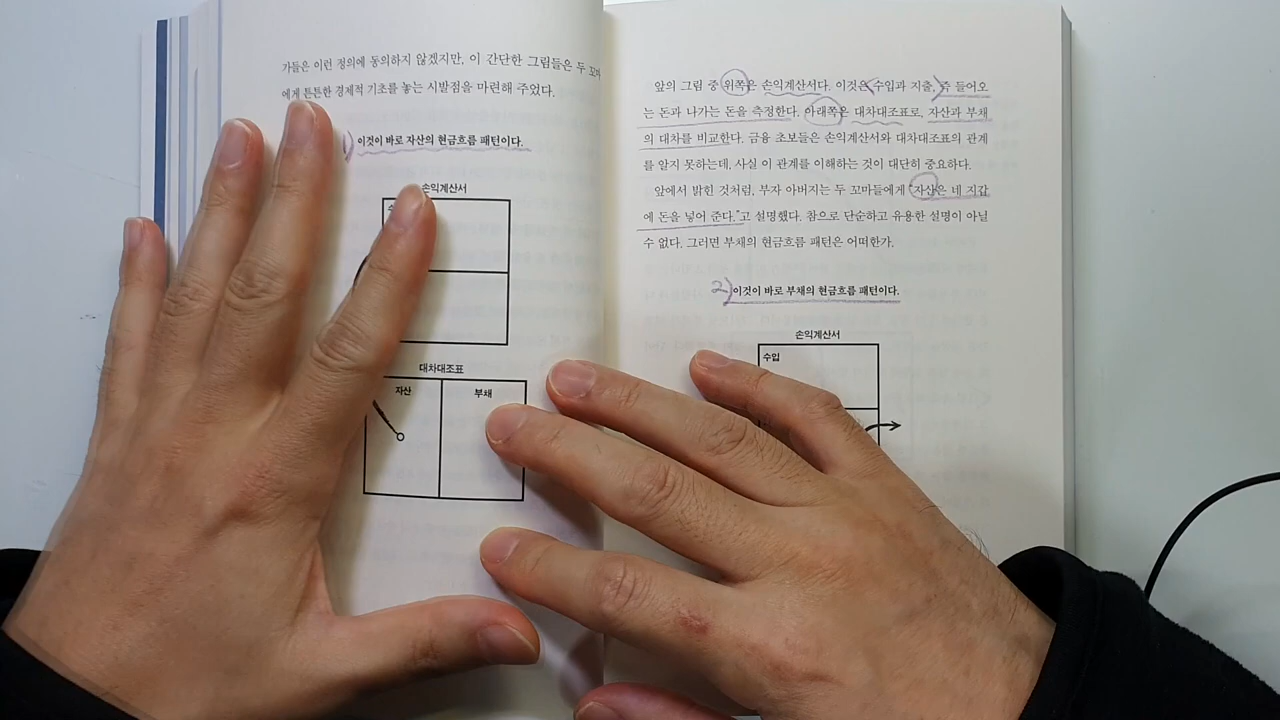 가들은 이런 정의에 동의하지 않겠지만, 이 간단한 그림들은 두 꼬마
에게 튼튼한 경제적 기초를 놓는 시발점을 마련해 주었다.
1) 이것이 바로 자산의 현금흐름 패턴이다.
손익계산서
대차대조표
자산
부채
앞의 그림 중 위쪽은 손익계산서다. 이것은 수입과 지출, 즉 들어오
는 돈과 나가는 돈을 측정한다. 아래쪽은 대차대조표로, 자산과 부채
의 대차를 비교한다. 금융 초보들은 손익계산서와 대차대조표의 관계
를 알지 못하는데, 사실 이 관계를 이해하는 것이 대단히 중요하다.
앞에서 밝힌 것처럼, 부자 아버지는 두 꼬마들에게 "자산은 네 지갑
에 돈을 넣어 준다."고 설명했다. 참으로 단순하고 유용한 설명이 아닐
수 없다. 그러면 부채의 현금흐름 패턴은 어떠한가.
2) 이것이 바로 부채의 현금흐름 패턴이다.
손익계산서
수입